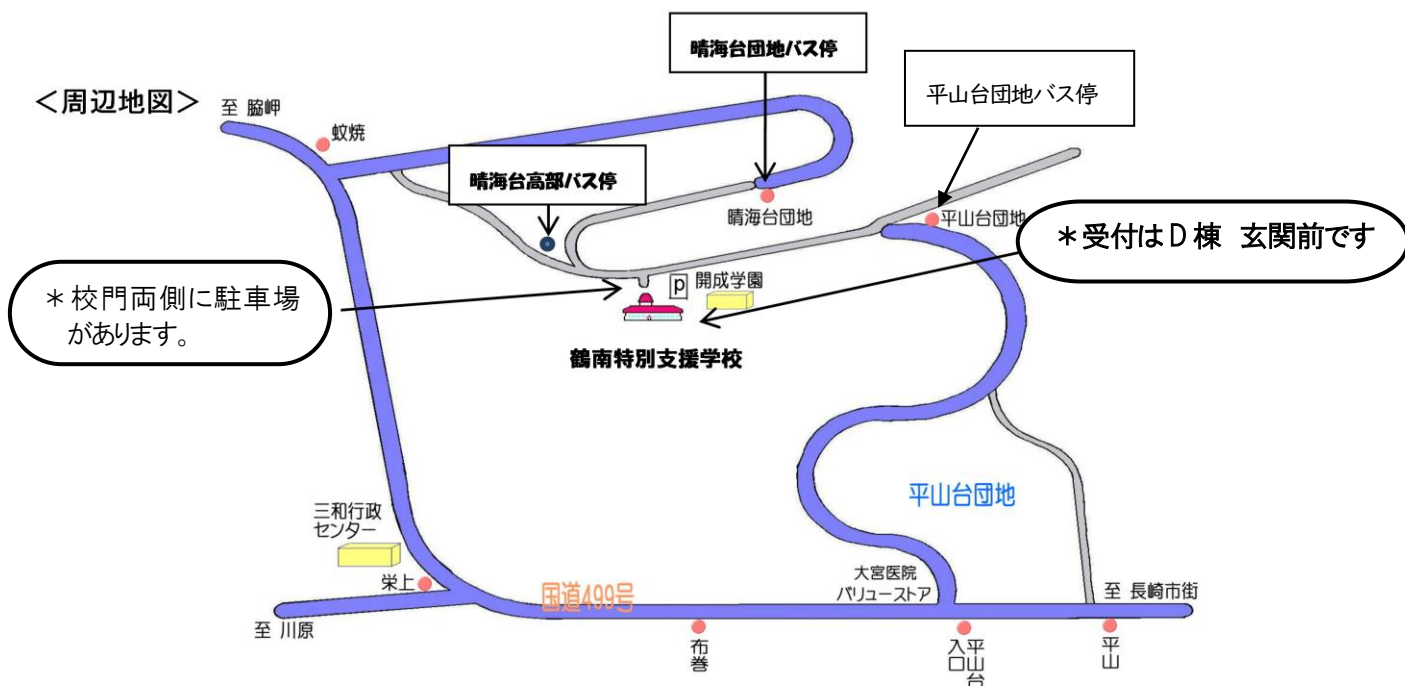 晴海台団地バス停
平山台団地バス停
＜周辺地図＞
至 脇岬
蚊焼
晴海台高部バス停
晴海台団地
平山台団地
＊受付はＤ棟 玄関前です
＊校門両側に駐車場
があります。
p
開成学園
鶴南特別支援学校
平山台団地
三和行政
センター
栄上
大宮医院
バリューストア
至 長崎市街
国道499号
至 川原
布巻
平山台
入口
平山